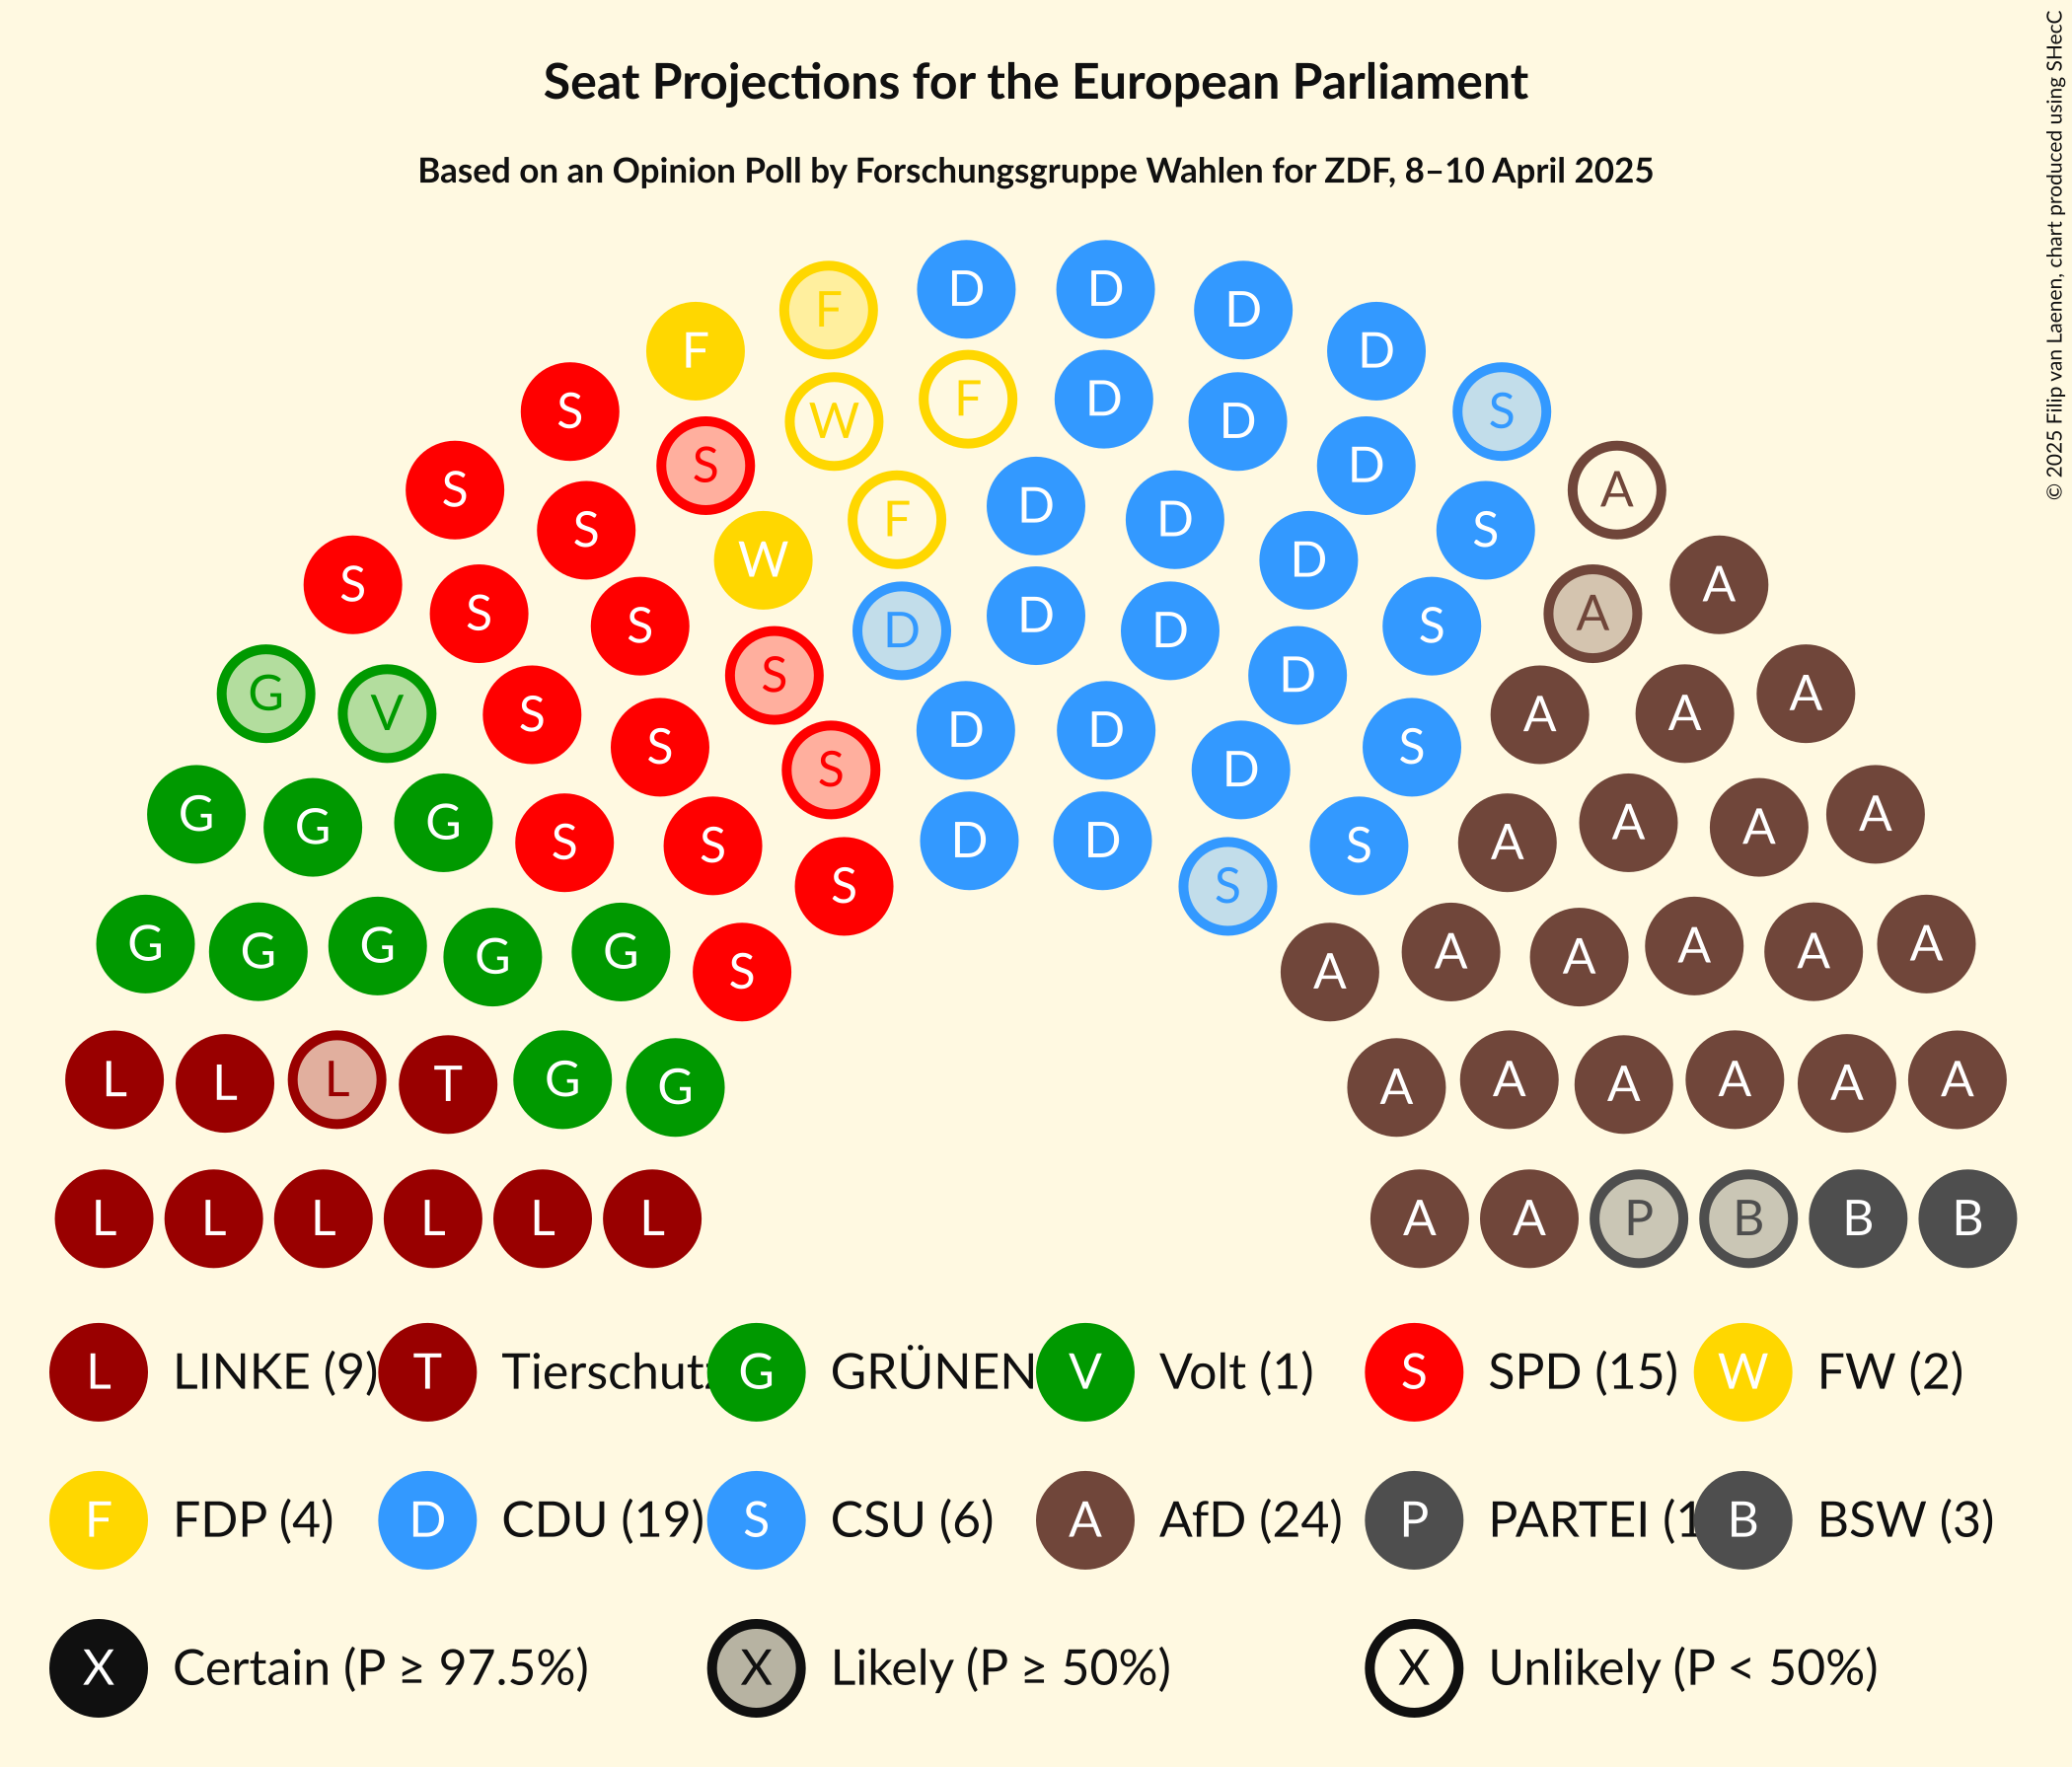 Seat Projections for the European Parliament
Based on an Opinion Poll by Forschungsgruppe Wahlen for ZDF, 8–10 April 2025
© 2025 Filip van Laenen, chart produced using SHecC
D D
F D
F D
F D
S S
W D
S D
S A
D
F D
S S
W D
S A
S D A
S D D S
S D
G A
V S A A
D D
S S
S D
G A
G G A A
S S D D S A
S S
G G G G G A A A A A
S A
L L L T G G A A A A A A
L L L L L L A A P B B B
L LINKE (9) T Tierschutz G GRÜNEN V Volt (1) S SPD (15) W FW (2)
F FDP (4) D CDU (19) S CSU (6) A AfD (24) P PARTEI (1 B BSW (3)
X Certain (P ≥ 97.5%) X Likely (P ≥ 50%) X Unlikely (P < 50%)